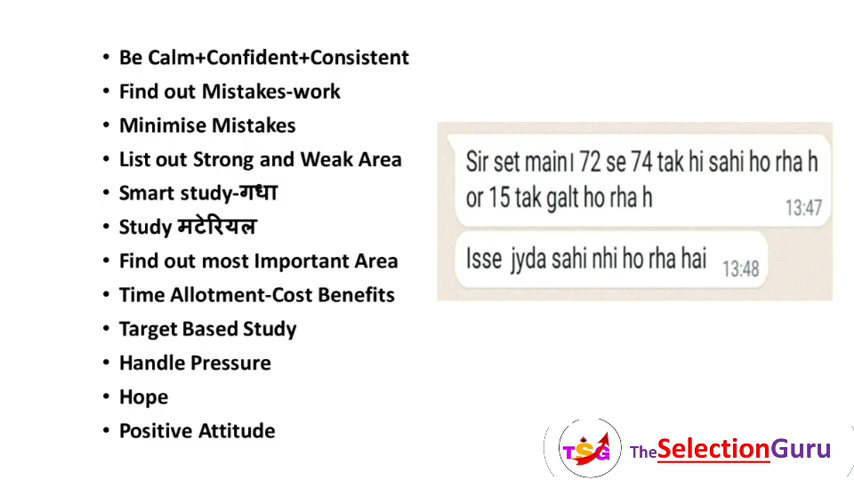 • Be Calm+Confident+Consistent
• Find out Mistakes-work
• Minimise Mistakes
• List out Strong and Weak Area
• Smart study-गधा
• Study मटेरियल
• Find out most Important Area
• Time Allotment-Cost Benefits
• Target Based Study
• Handle Pressure
• Hope
• Positive Attitude
Sir set main। 72 se 74 tak hi sahi ho rha h
or 15 tak galt ho rha h
13:47
Isse jyda sahi nhi ho rha hai 13:48
TSG TheSelectionGuru